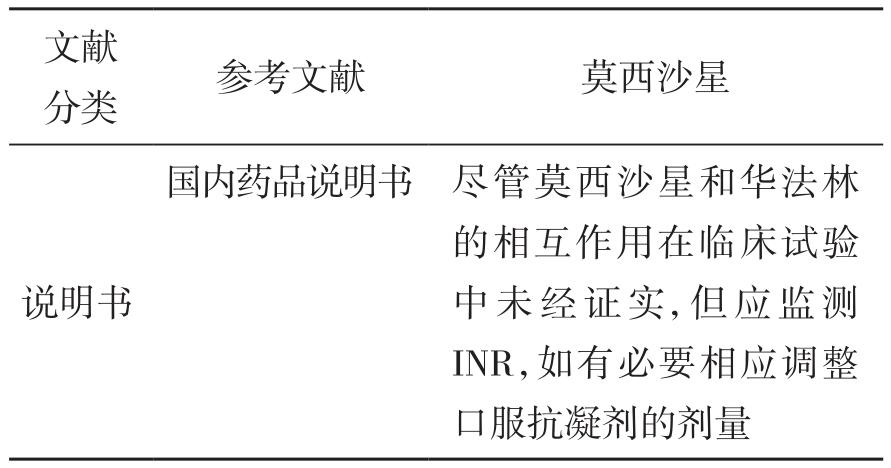 文献
分类
参考文献
莫西沙星
说明书
国内药品说明书
尽管莫西沙星和华法林
的相互作用在临床试验
中未经证实,但应监测
INR,如有必要相应调整
口服抗凝剂的剂量